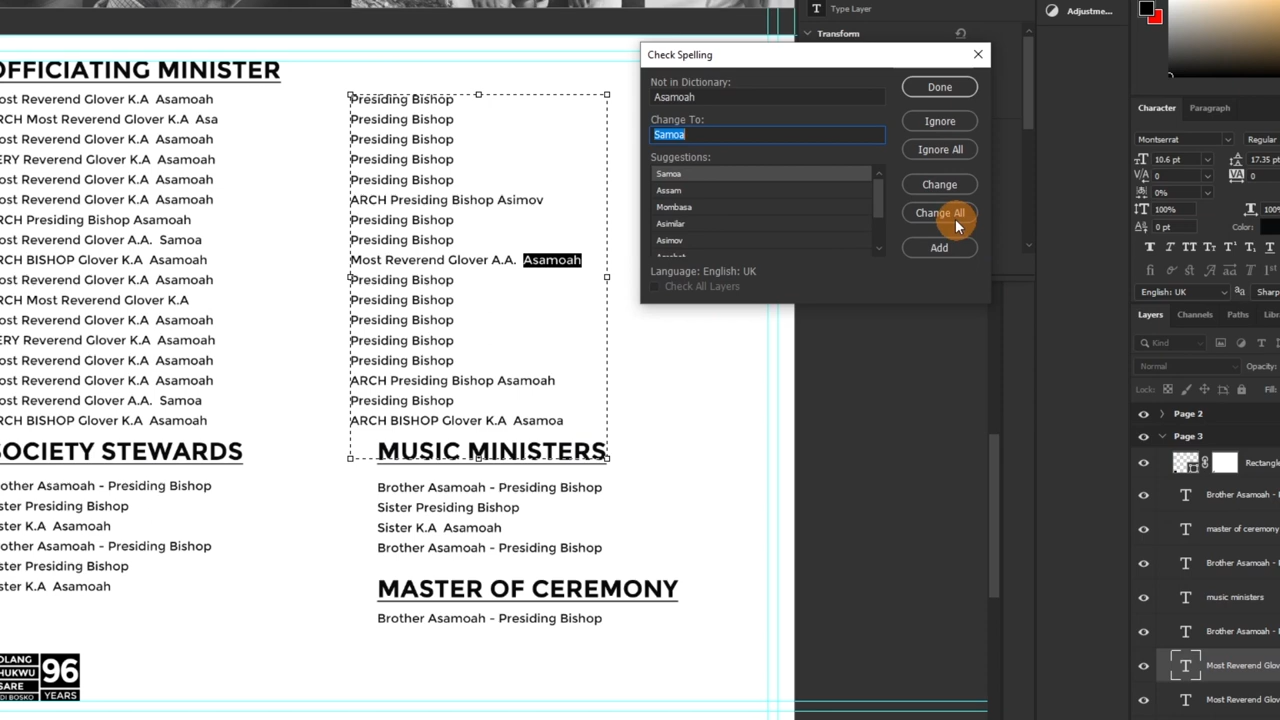 Type Layer
Adjustme...
Transform
OFFICIATING MINISTER
ost Reverend Glover K.A Asamoah
RCH Most Reverend Glover K.A Asa
ost Reverend Glover K.A Asamoah
ERY Reverend Glover K.A Asamoah
ost Reverend Glover K.A Asamoah
ost Reverend Glover K.A Asamoah
RCH Presiding Bishop Asamoah
ost Reverend Glover A.A. Samoa
RCH BISHOP Glover K.A Asamoah
ost Reverend Glover K.A Asamoah
RCH Most Reverend Glover K.A
ost Reverend Glover K.A Asamoah
ERY Reverend Glover K.A Asamoah
ost Reverend Glover K.A Asamoah
ost Reverend Glover K.A Asamoah
ost Reverend Glover A.A. Samoa
RCH BISHOP Glover K.A Asamoah
Presiding Bishop
Presiding Bishop
Presiding Bishop
Presiding Bishop
Presiding Bishop
ARCH Presiding Bishop Asimov
Presiding Bishop
Presiding Bishop
Most Reverend Glover A.A. Asamoah
Presiding Bishop
Presiding Bishop
Presiding Bishop
Presiding Bishop
Presiding Bishop
ARCH Presiding Bishop Asamoah
Presiding Bishop
ARCH BISHOP Glover K.A Asamoa
SOCIETY STEWARDS
other Asamoah - Presiding Bishop
ster Presiding Bishop
ster K.A Asamoah
other Asamoah - Presiding Bishop
ster Presiding Bishop
ster K.A Asamoah
MUSIC MINISTERS
Brother Asamoah - Presiding Bishop
Sister Presiding Bishop
Sister K.A Asamoah
Brother Asamoah - Presiding Bishop
MASTER OF CEREMONY
Brother Asamoah - Presiding Bishop
OLANG
HUKWU
SARE
DI BOSKO
96
YEARS
Check Spelling
Not in Dictionary:
Asamoah
Change To:
Samoa
Suggestions:
Samoa
Assam
Mombasa
Asimilar
Asimov
Language: English: UK
Check All Layers
Done
Ignore
Ignore All
Change
Change All
Add
Character
Paragraph
Montserrat
Regular
10.6 pt
17.35 pt
0
0
0%
100%
100%
0 pt
Color:
English: UK
Sharp
Layers
Channels
Paths
Libr
Kind
Normal
Opacity:
Lock:
Fill:
Page 2
Page 3
Rectangle
Brother Asamoah - P
master of ceremony
Brother Asamoah - P
music ministers
Brother Asamoah - P
Most Reverend Glov
Most Reverend Glov